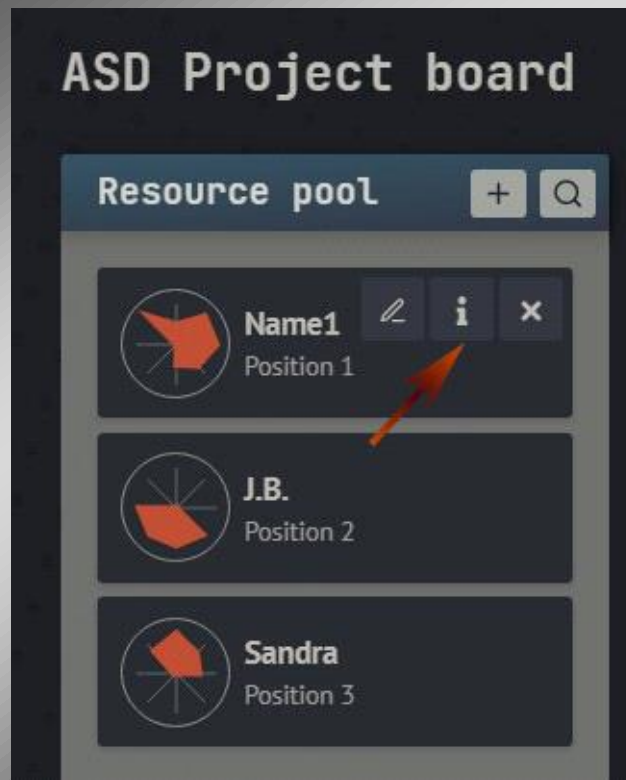 ASD Project board
Resource pool
Name1
Position 1
J.B.
Position 2
Sandra
Position 3